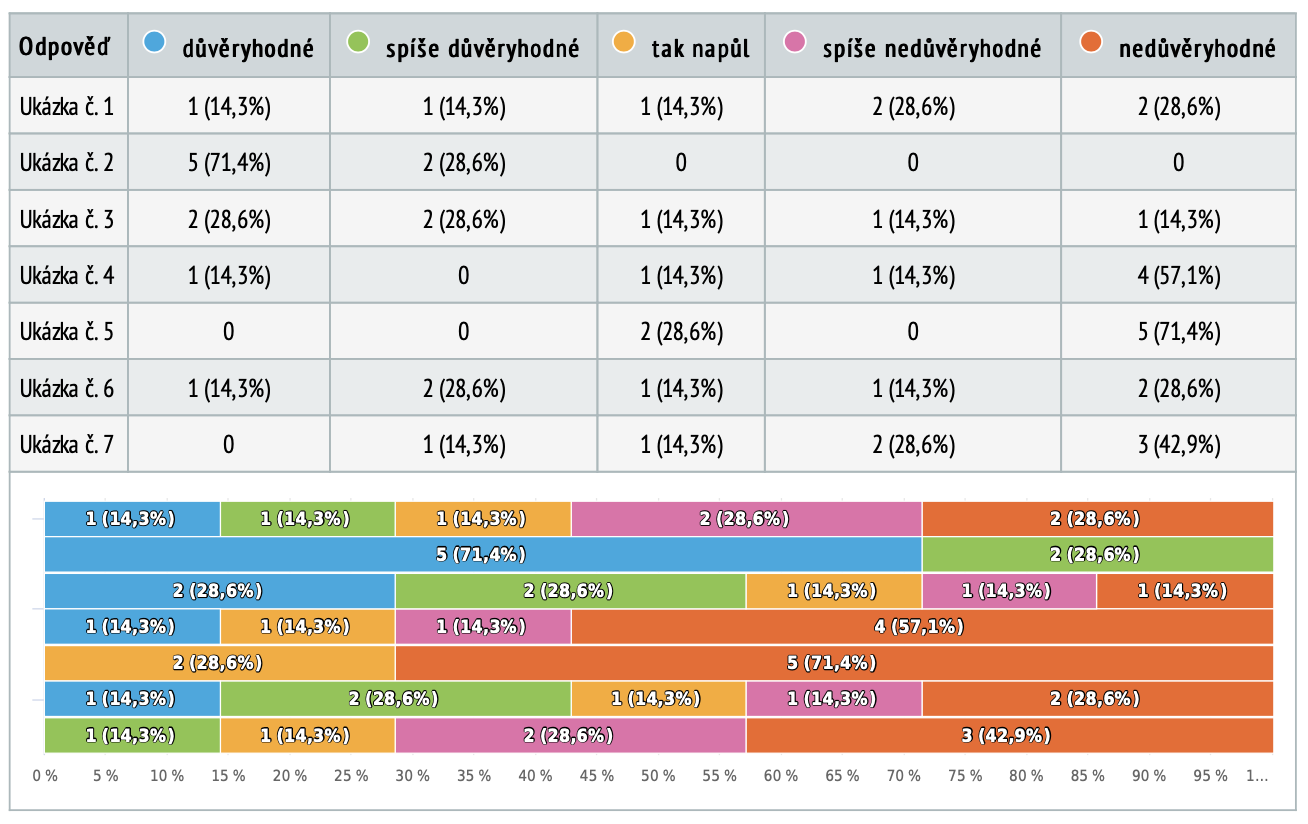 Odpověď důvěryhodné spíše důvěryhodné tak napůl spíše nedůvěryhodné nedůvěryhodné
Ukázka č. 1 1 (14,3%) 1 (14,3%) 1 (14,3%) 2 (28,6%) 2 (28,6%)
Ukázka č. 2 5 (71,4%) 2 (28,6%) 0 0 0
Ukázka č. 3 2 (28,6%) 2 (28,6%) 1 (14,3%) 1 (14,3%) 1 (14,3%)
Ukázka č. 4 1 (14,3%) 0 1 (14,3%) 1 (14,3%) 4 (57,1%)
Ukázka č. 5 0 0 2 (28,6%) 0 5 (71,4%)
Ukázka č. 6 1 (14,3%) 2 (28,6%) 1 (14,3%) 1 (14,3%) 2 (28,6%)
Ukázka č. 7 0 1 (14,3%) 1 (14,3%) 2 (28,6%) 3 (42,9%)
1 (14,3%) 1 (14,3%) 1 (14,3%) 2 (28,6%) 2 (28,6%)
5 (71,4%) 2 (28,6%)
2 (28,6%) 2 (28,6%) 1 (14,3%) 1 (14,3%) 1 (14,3%)
1 (14,3%) 1 (14,3%) 1 (14,3%) 4 (57,1%)
2 (28,6%) 5 (71,4%)
1 (14,3%) 2 (28,6%) 1 (14,3%) 1 (14,3%) 2 (28,6%)
1 (14,3%) 1 (14,3%) 2 (28,6%) 3 (42,9%)
0 % 5 % 10 % 15 % 20 % 25 % 30 % 35 % 40 % 45 % 50 % 55 % 60 % 65 % 70 % 75 % 80 % 85 % 90 % 95 % 1...